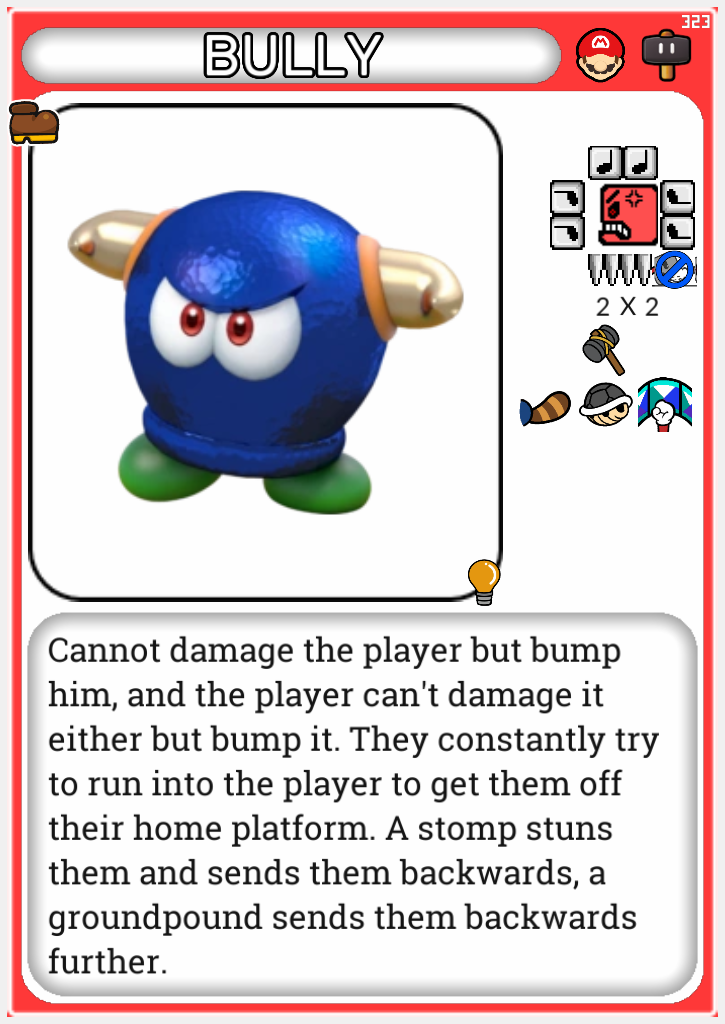 323
BULLY
2 X 2
Cannot damage the player but bump
him, and the player can't damage it
either but bump it. They constantly try
to run into the player to get them off
their home platform. A stomp stuns
them and sends them backwards, a
groundpound sends them backwards
further.